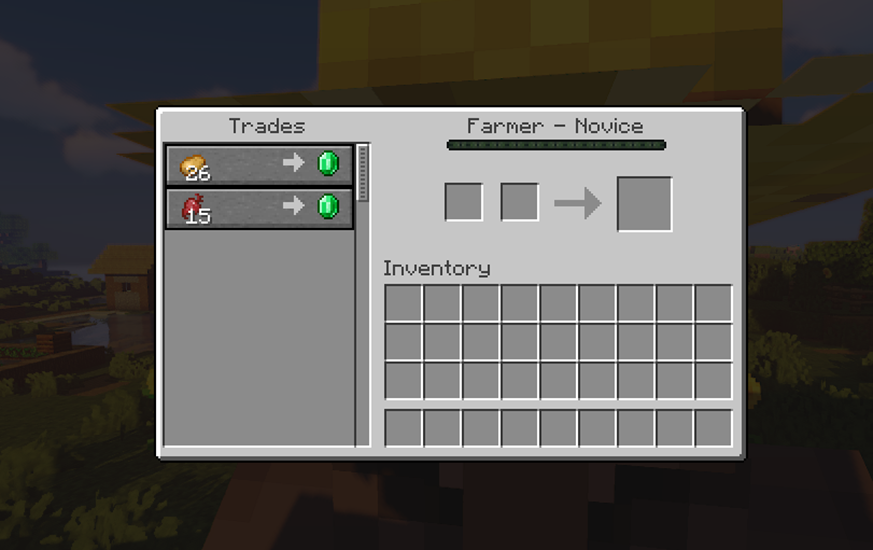 Trades
Farmer - Novice
26
15
Inventory